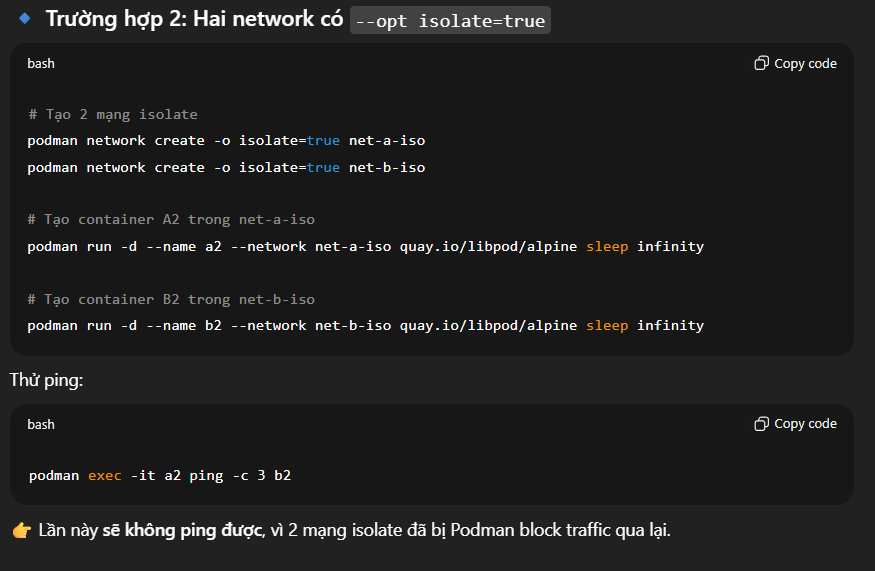 Trường hợp 2: Hai network có --opt isolate=true
bash
Copy code
# Tạo 2 mạng isolate
podman network create -o isolate=true net-a-iso
podman network create -o isolate=true net-b-iso
# Tạo container A2 trong net-a-iso
podman run -d --name a2 --network net-a-iso quay.io/libpod/alpine sleep infinity
# Tạo container B2 trong net-b-iso
podman run -d --name b2 --network net-b-iso quay.io/libpod/alpine sleep infinity
Thử ping:
bash
Copy code
podman exec -it a2 ping -c 3 b2
👉 Lần này sẽ không ping được, vì 2 mạng isolate đã bị Podman block traffic qua lại.